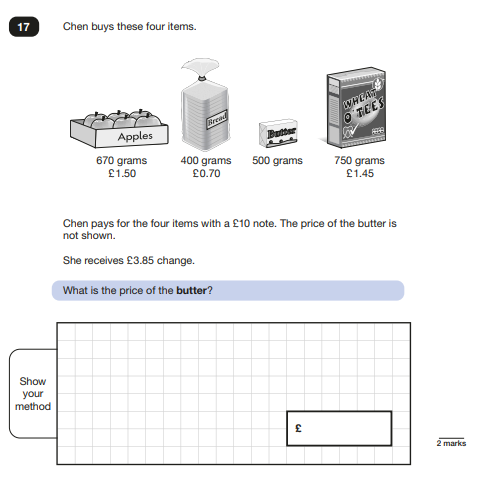 17 Chen buys these four items.
Apples
Bread
Butter
WHEAT
O' TEES
670 grams 400 grams 500 grams 750 grams
£1.50 £0.70 £1.45
Chen pays for the four items with a £10 note. The price of the butter is
not shown.
She receives £3.85 change.
What is the price of the butter?
Show
your
method
£
2 marks